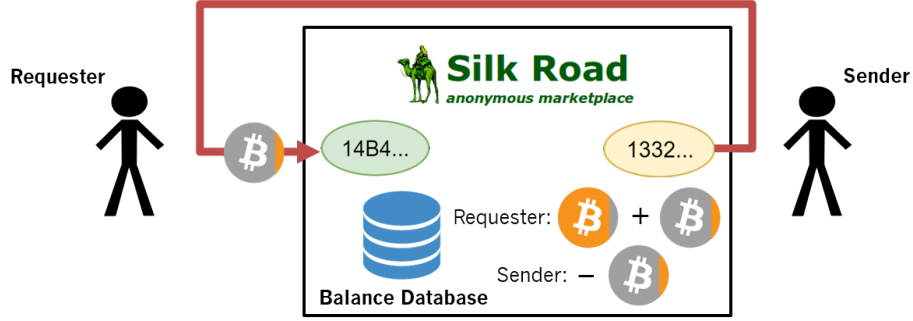 Requester
Sender
Silk Road
anonymous marketplace
14B4...
1332...
Requester: +
Sender: −
Balance Database